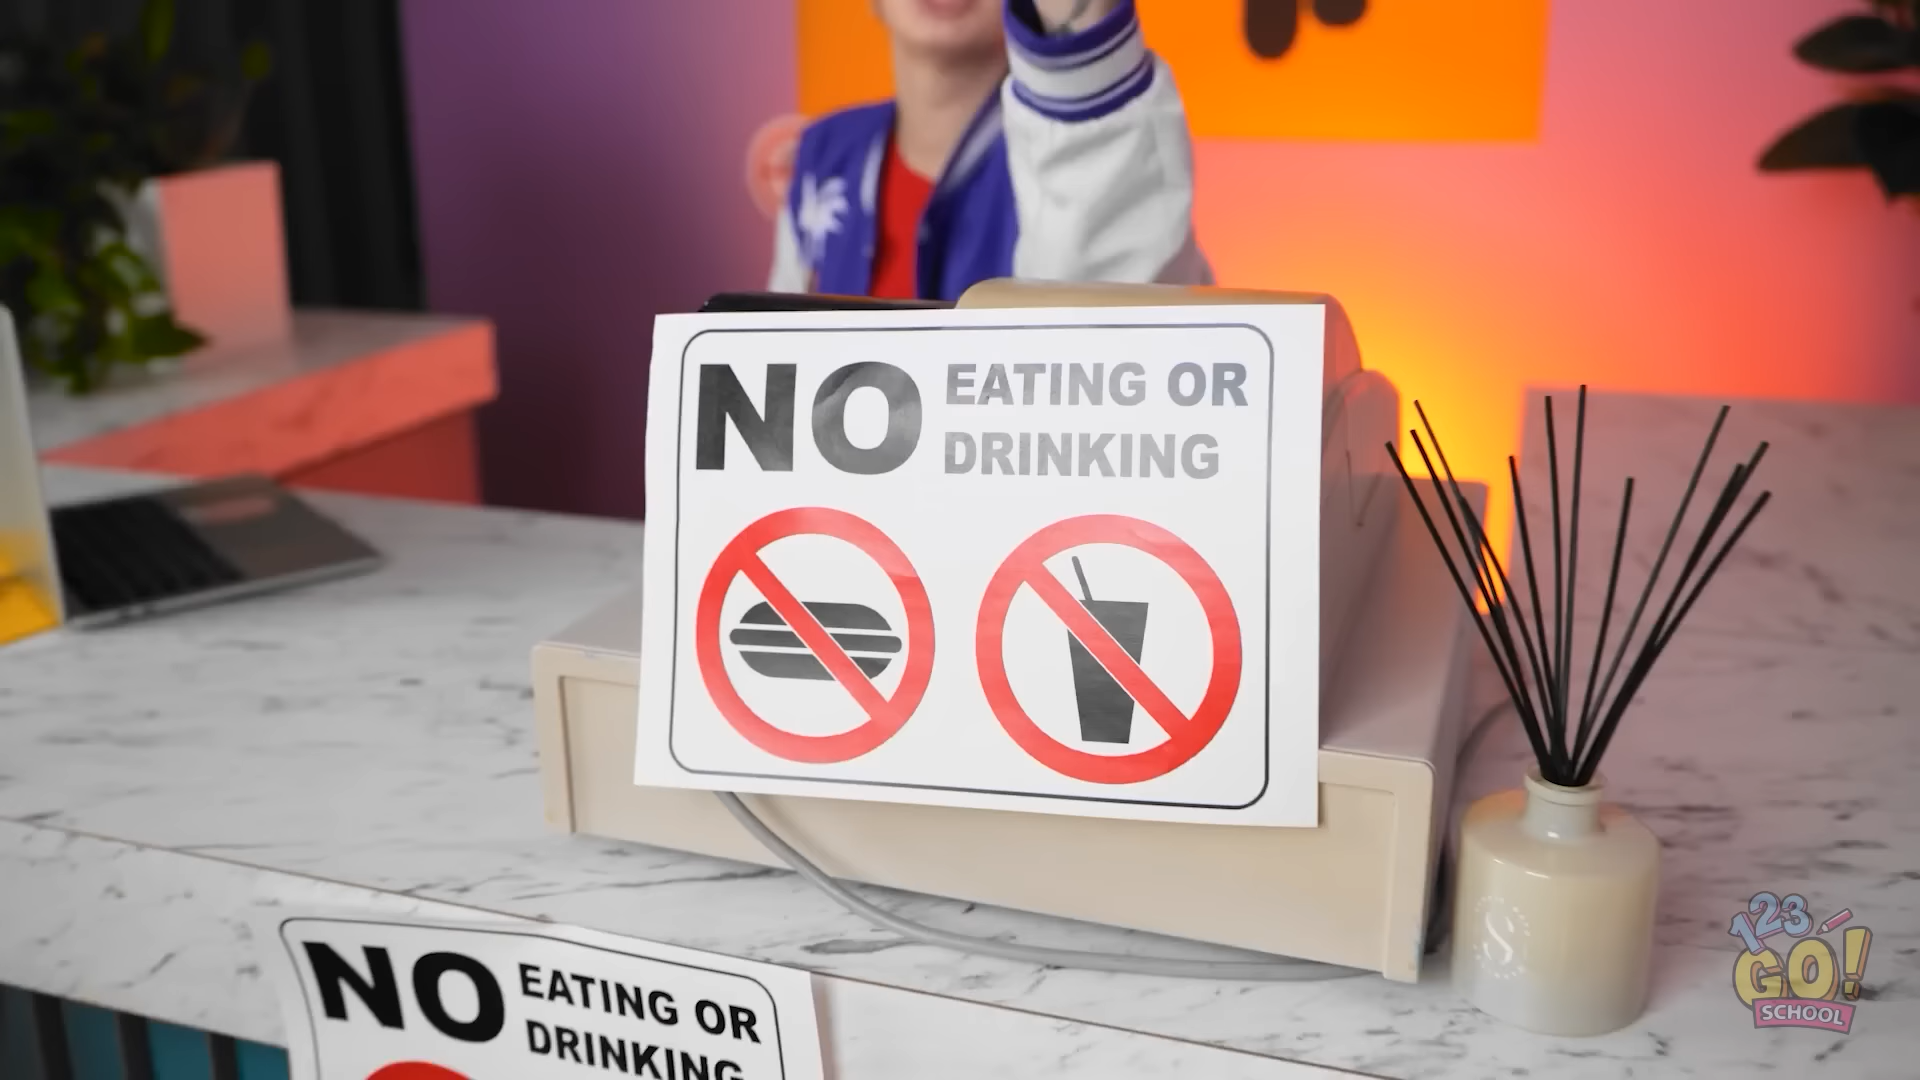 NO EATING OR
DRINKING
NO EATING OR
DRINKING
S
123
GO!
SCHOOL